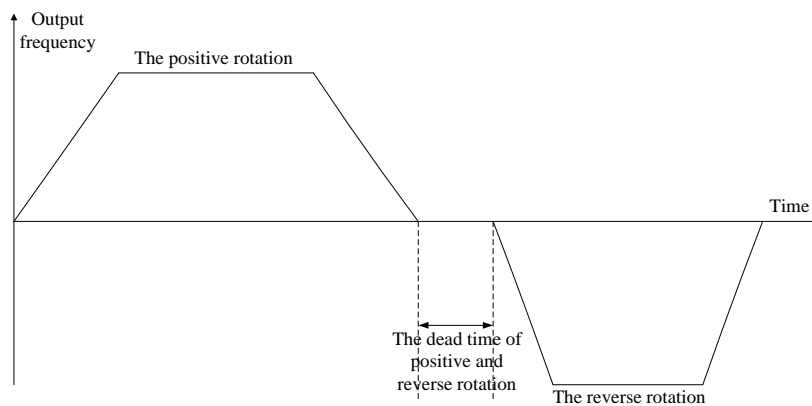 Output
frequency
The positive rotation
Time
The dead time of
positive and
reverse rotation
The reverse rotation